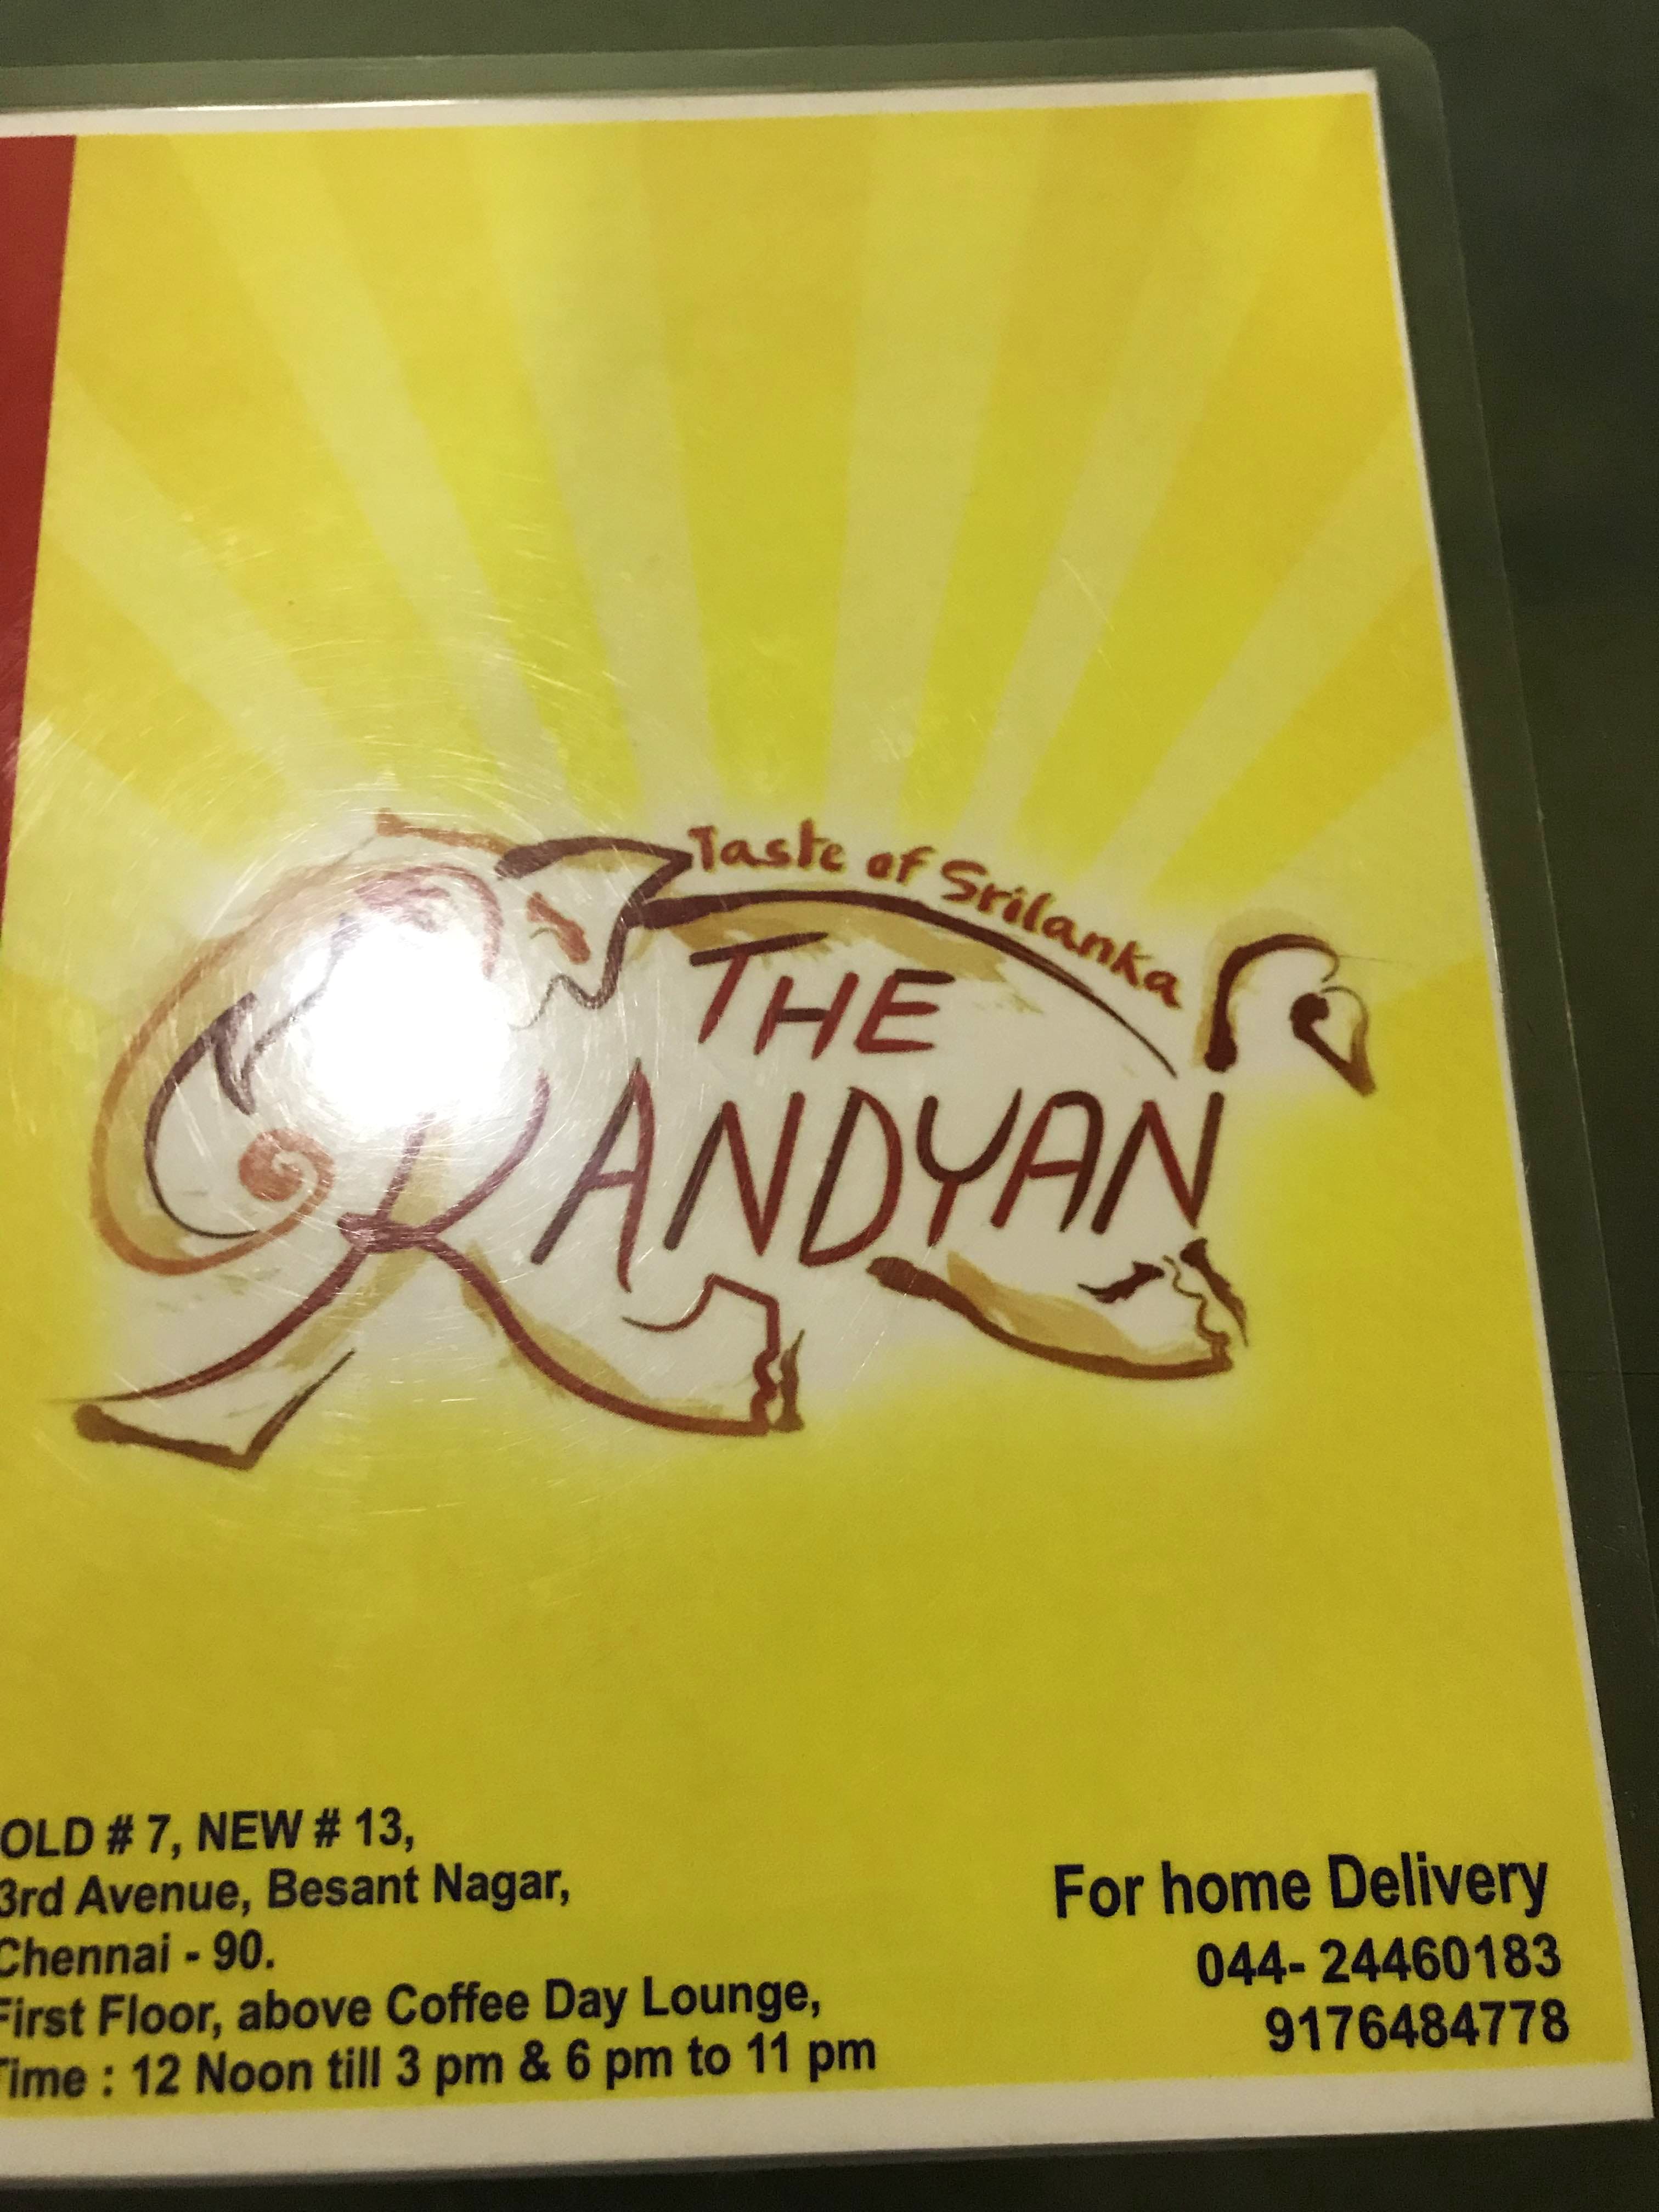 Taste of Srilanka
THE
KANDYAN
OLD # 7, NEW # 13,
3rd Avenue, Besant Nagar,
Chennai - 90.
First Floor, above Coffee Day Lounge,
Time : 12 Noon till 3 pm & 6 pm to 11 pm
For home Delivery
044- 24460183
9176484778